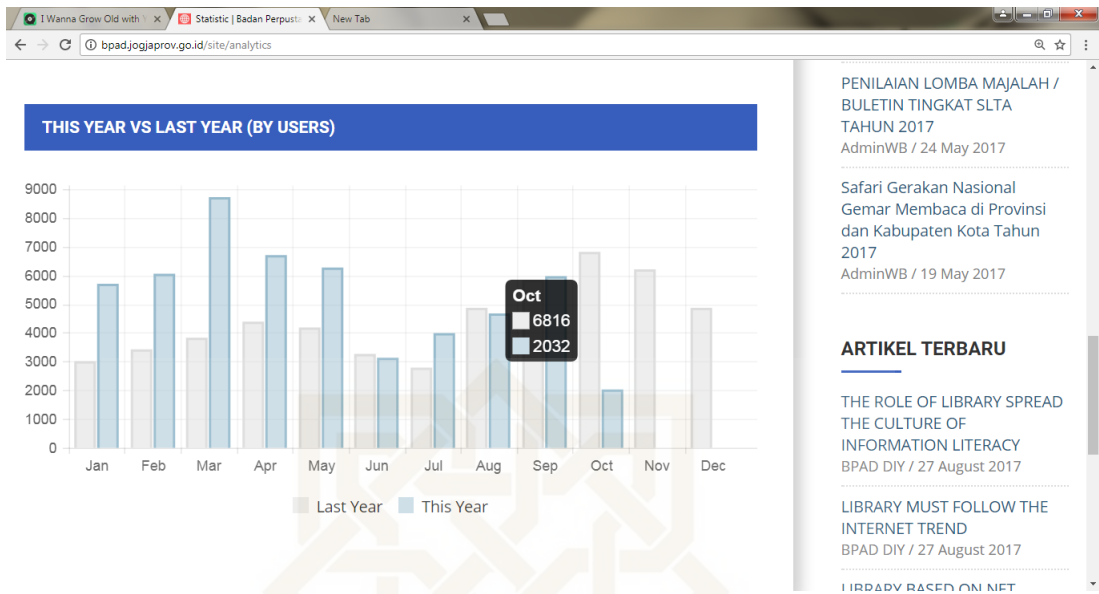 I Wanna Grow Old with
Statistic | Badan Perpusta
New Tab
bpad.jogjaprov.go.id/site/analytics
THIS YEAR VS LAST YEAR (BY USERS)
9000
8000
7000
6000
5000
4000
3000
2000
1000
0
Oct
6816
2032
Jan Feb Mar Apr May Jun Jul Aug Sep Oct Nov Dec
Last Year This Year
PENILAIAN LOMBA MAJALAH /
BULETIN TINGKAT SLTA
TAHUN 2017
AdminWB / 24 May 2017
Safari Gerakan Nasional
Gemar Membaca di Provinsi
dan Kabupaten Kota Tahun
2017
AdminWB / 19 May 2017
ARTIKEL TERBARU
THE ROLE OF LIBRARY SPREAD
THE CULTURE OF
INFORMATION LITERACY
BPAD DIY / 27 August 2017
LIBRARY MUST FOLLOW THE
INTERNET TREND
BPAD DIY / 27 August 2017
LIBRARY BASED ON NET